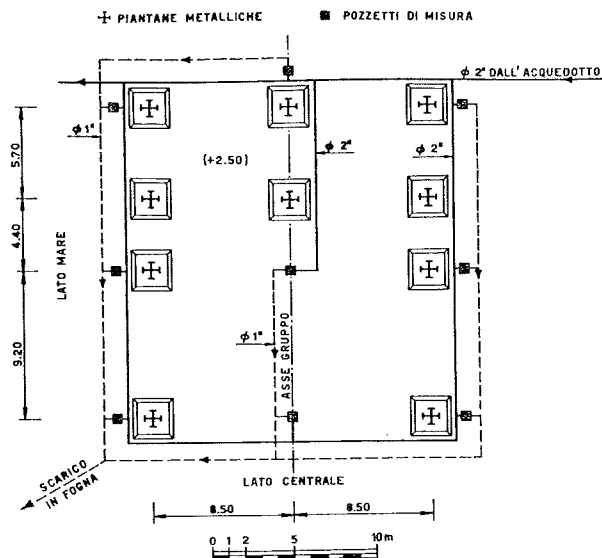 PIANTANE METALLICHE
POZZETTI DI MISURA
ϕ 2" DALL'ACQUEDOTTO
ϕ 1"
(+2.50)
ϕ 2"
ϕ 2"
5.70
4.40
9.20
LATO MARE
ϕ 1"
ASSE GRUPPO
SCARICO
IN FOGNA
LATO CENTRALE
8.50
8.50
0 1 2 5 10m